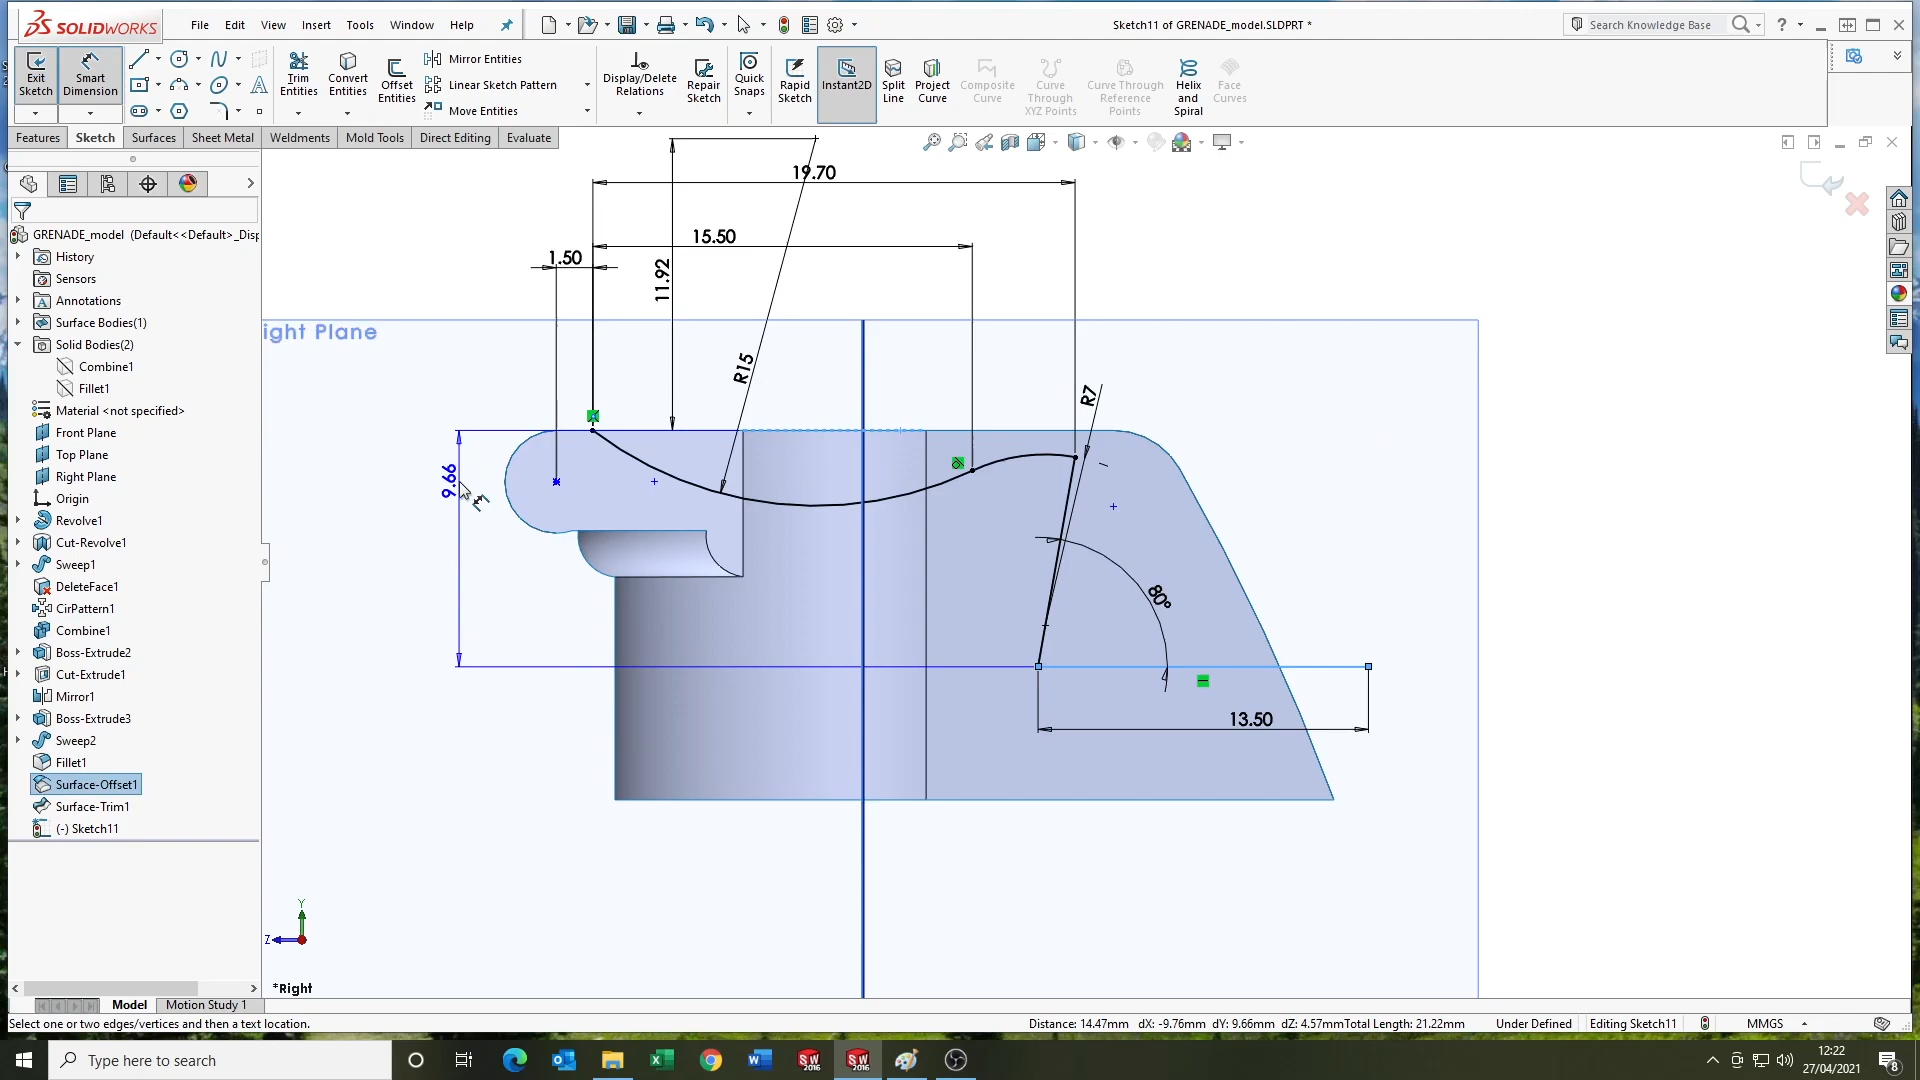 SOLIDWORKS
File Edit View Insert Tools Window Help
Sketch11 of GRENADE_model.SLDPRT *
Search Knowledge Base
Exit Sketch
Smart Dimension
Trim Entities
Convert Entities
Offset Entities
Mirror Entities
Linear Sketch Pattern
Move Entities
Display/Delete Relations
Repair Sketch
Quick Snaps
Rapid Sketch
Instant2D
Split Line
Project Curve
Composite Curve
Curve Through XYZ Points
Curve Through Reference Points
Helix and Spiral
Face Curves
Features Sketch Surfaces Sheet Metal Weldments Mold Tools Direct Editing Evaluate
GRENADE_model (Default<<Default>_Disp
History
Sensors
Annotations
Surface Bodies(1)
Solid Bodies(2)
Combine1
Fillet1
Material <not specified>
Front Plane
Top Plane
Right Plane
Origin
Revolve1
Cut-Revolve1
Sweep1
DeleteFace1
CirPattern1
Combine1
Boss-Extrude2
Cut-Extrude1
Mirror1
Boss-Extrude3
Sweep2
Fillet1
Surface-Offset1
Surface-Trim1
(-) Sketch11
19.70
15.50
1.50
11.92
R15
R7
ight Plane
9.66
80°
13.50
Y
Z
*Right
Model Motion Study 1
Select one or two edges/vertices and then a text location.
Distance: 14.47mm dX: -9.76mm dY: 9.66mm dZ: 4.57mmTotal Length: 21.22mm
Under Defined
Editing Sketch11
MMGS
Type here to search
SW 2016
SW 2016
12:22
27/04/2021
8